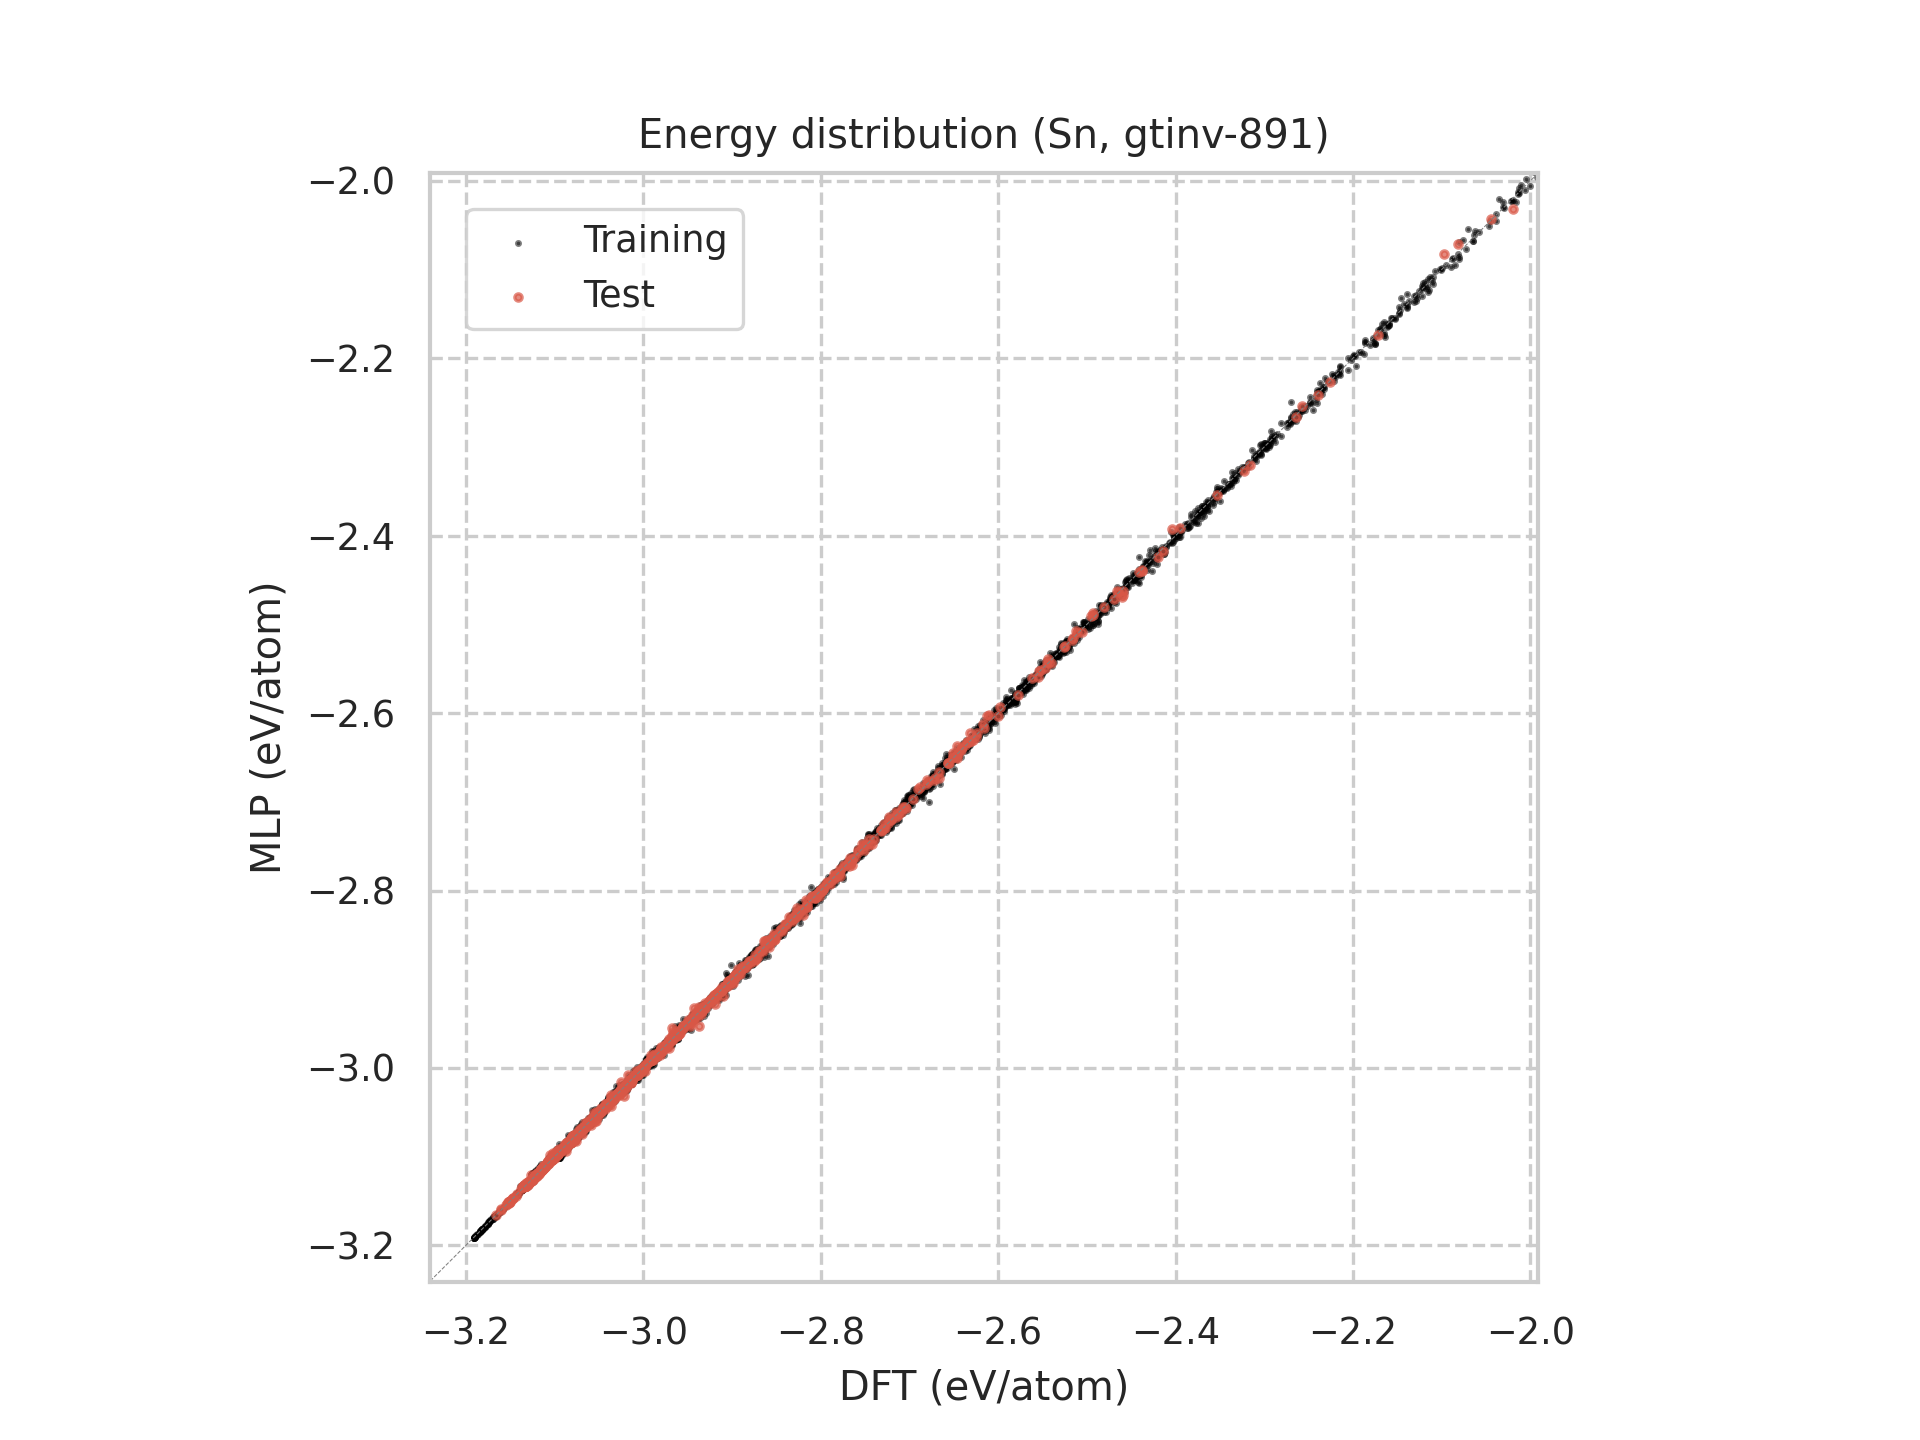 Energy distribution (Sn, gtinv-891)
Training
Test
−2.0
−2.2
−2.4
−2.6
−2.8
−3.0
−3.2
MLP (eV/atom)
−3.2 −3.0 −2.8 −2.6 −2.4 −2.2 −2.0
DFT (eV/atom)